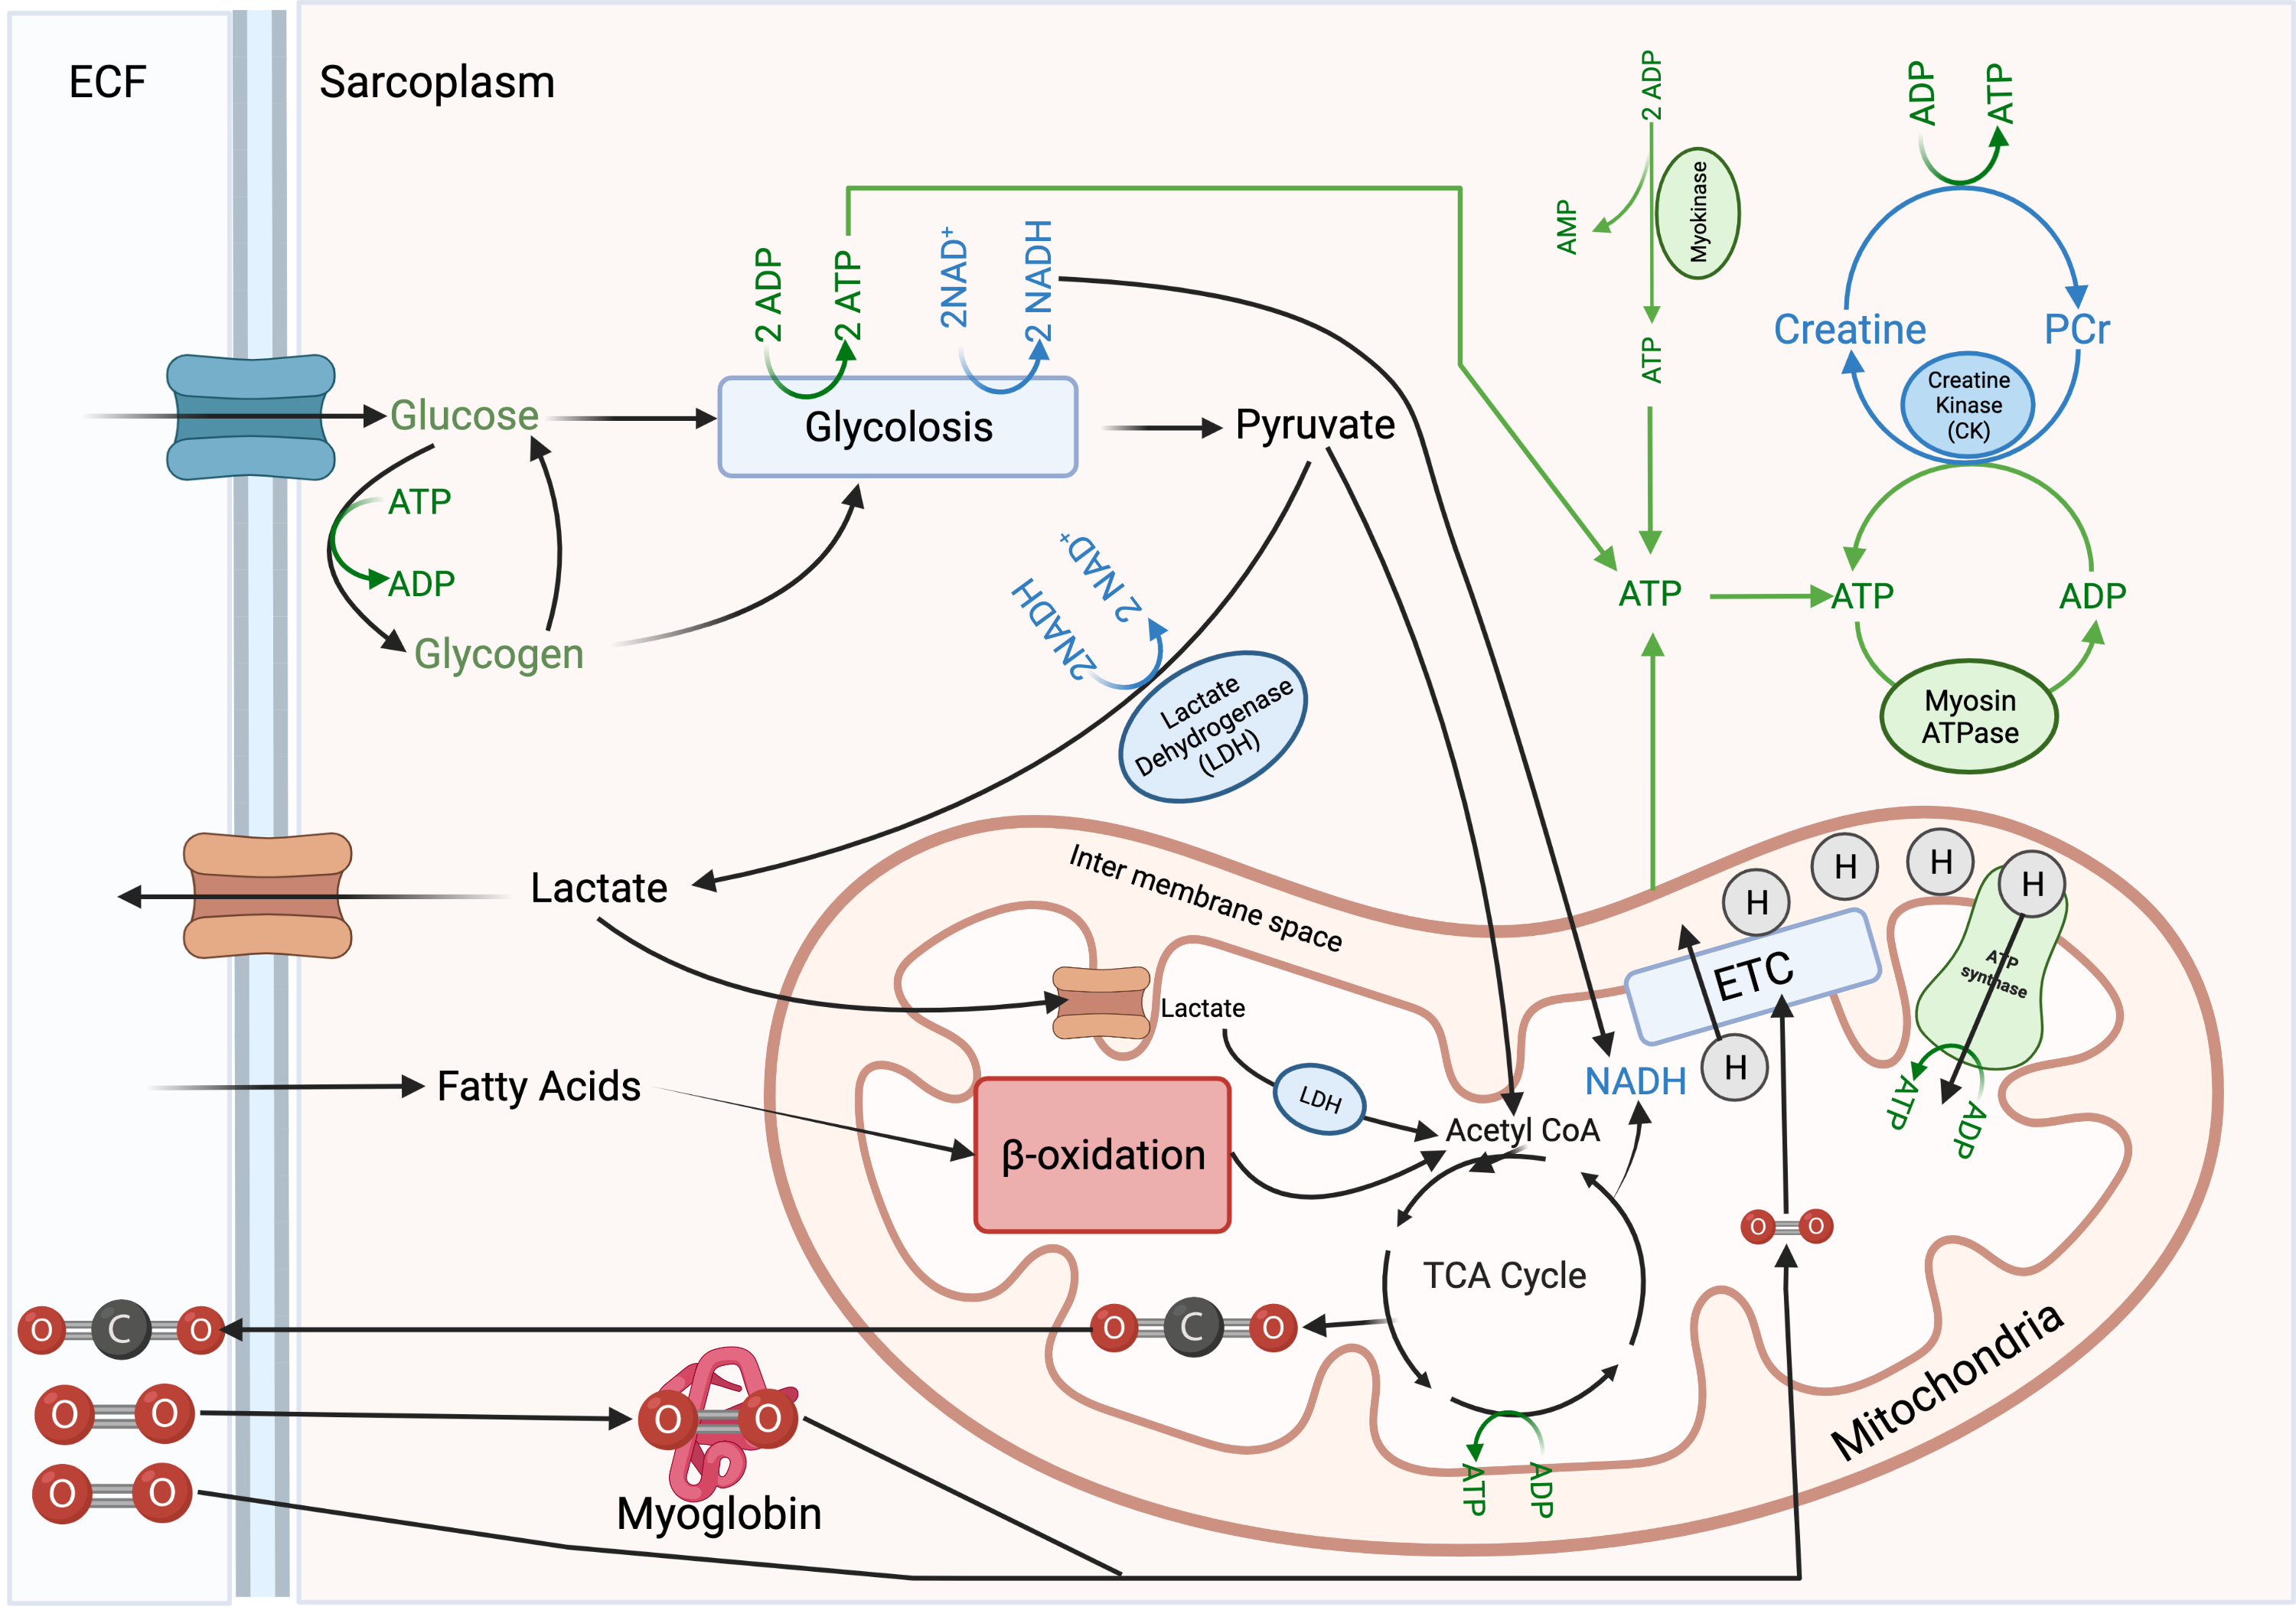 ECF
Sarcoplasm
2 ADP
AMP
Myokinase
ATP
ADP
ATP
Creatine
PCr
Creatine
Kinase
(CK)
2 ADP
2 ATP
2NAD⁺
2 NADH
Glucose
Glycolosis
Pyruvate
ATP
ADP
Glycogen
2NADH
2 NAD⁺
Lactate
Dehydrogenase
(LDH)
ATP
ATP
ADP
Myosin
ATPase
Lactate
Inter membrane space
H
H
H
H
ETC
H
ATP
synthase
ATP
ADP
Lactate
LDH
NADH
Acetyl CoA
Fatty Acids
β-oxidation
TCA Cycle
O O
O C O
O C O
ATP
ADP
Mitochondria
O O
O O
Myoglobin
O O